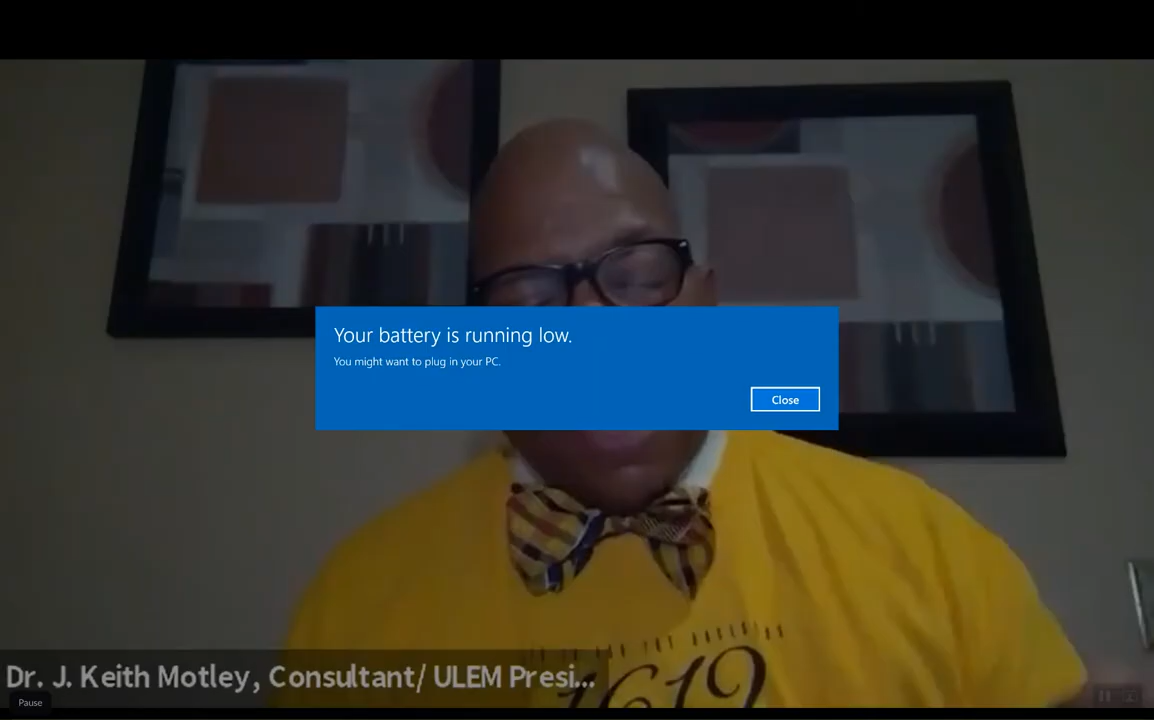 Your battery is running low.
You might want to plug in your PC.
Close
1619
Dr. J. Keith Motley, Consultant/ ULEM Presi...
Pause